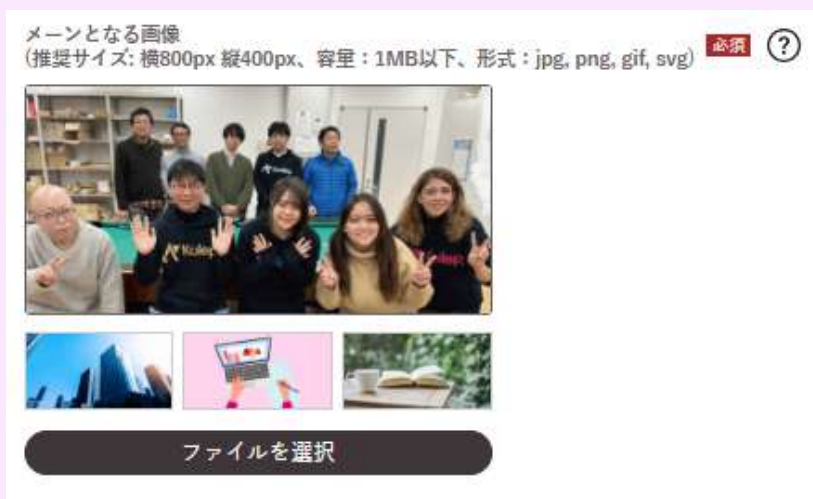 メーンとなる画像
(推奨サイズ: 横800px 縦400px、容量：1MB以下、形式：jpg, png, gif, svg) 必須 ?
Kulep
ファイルを選択